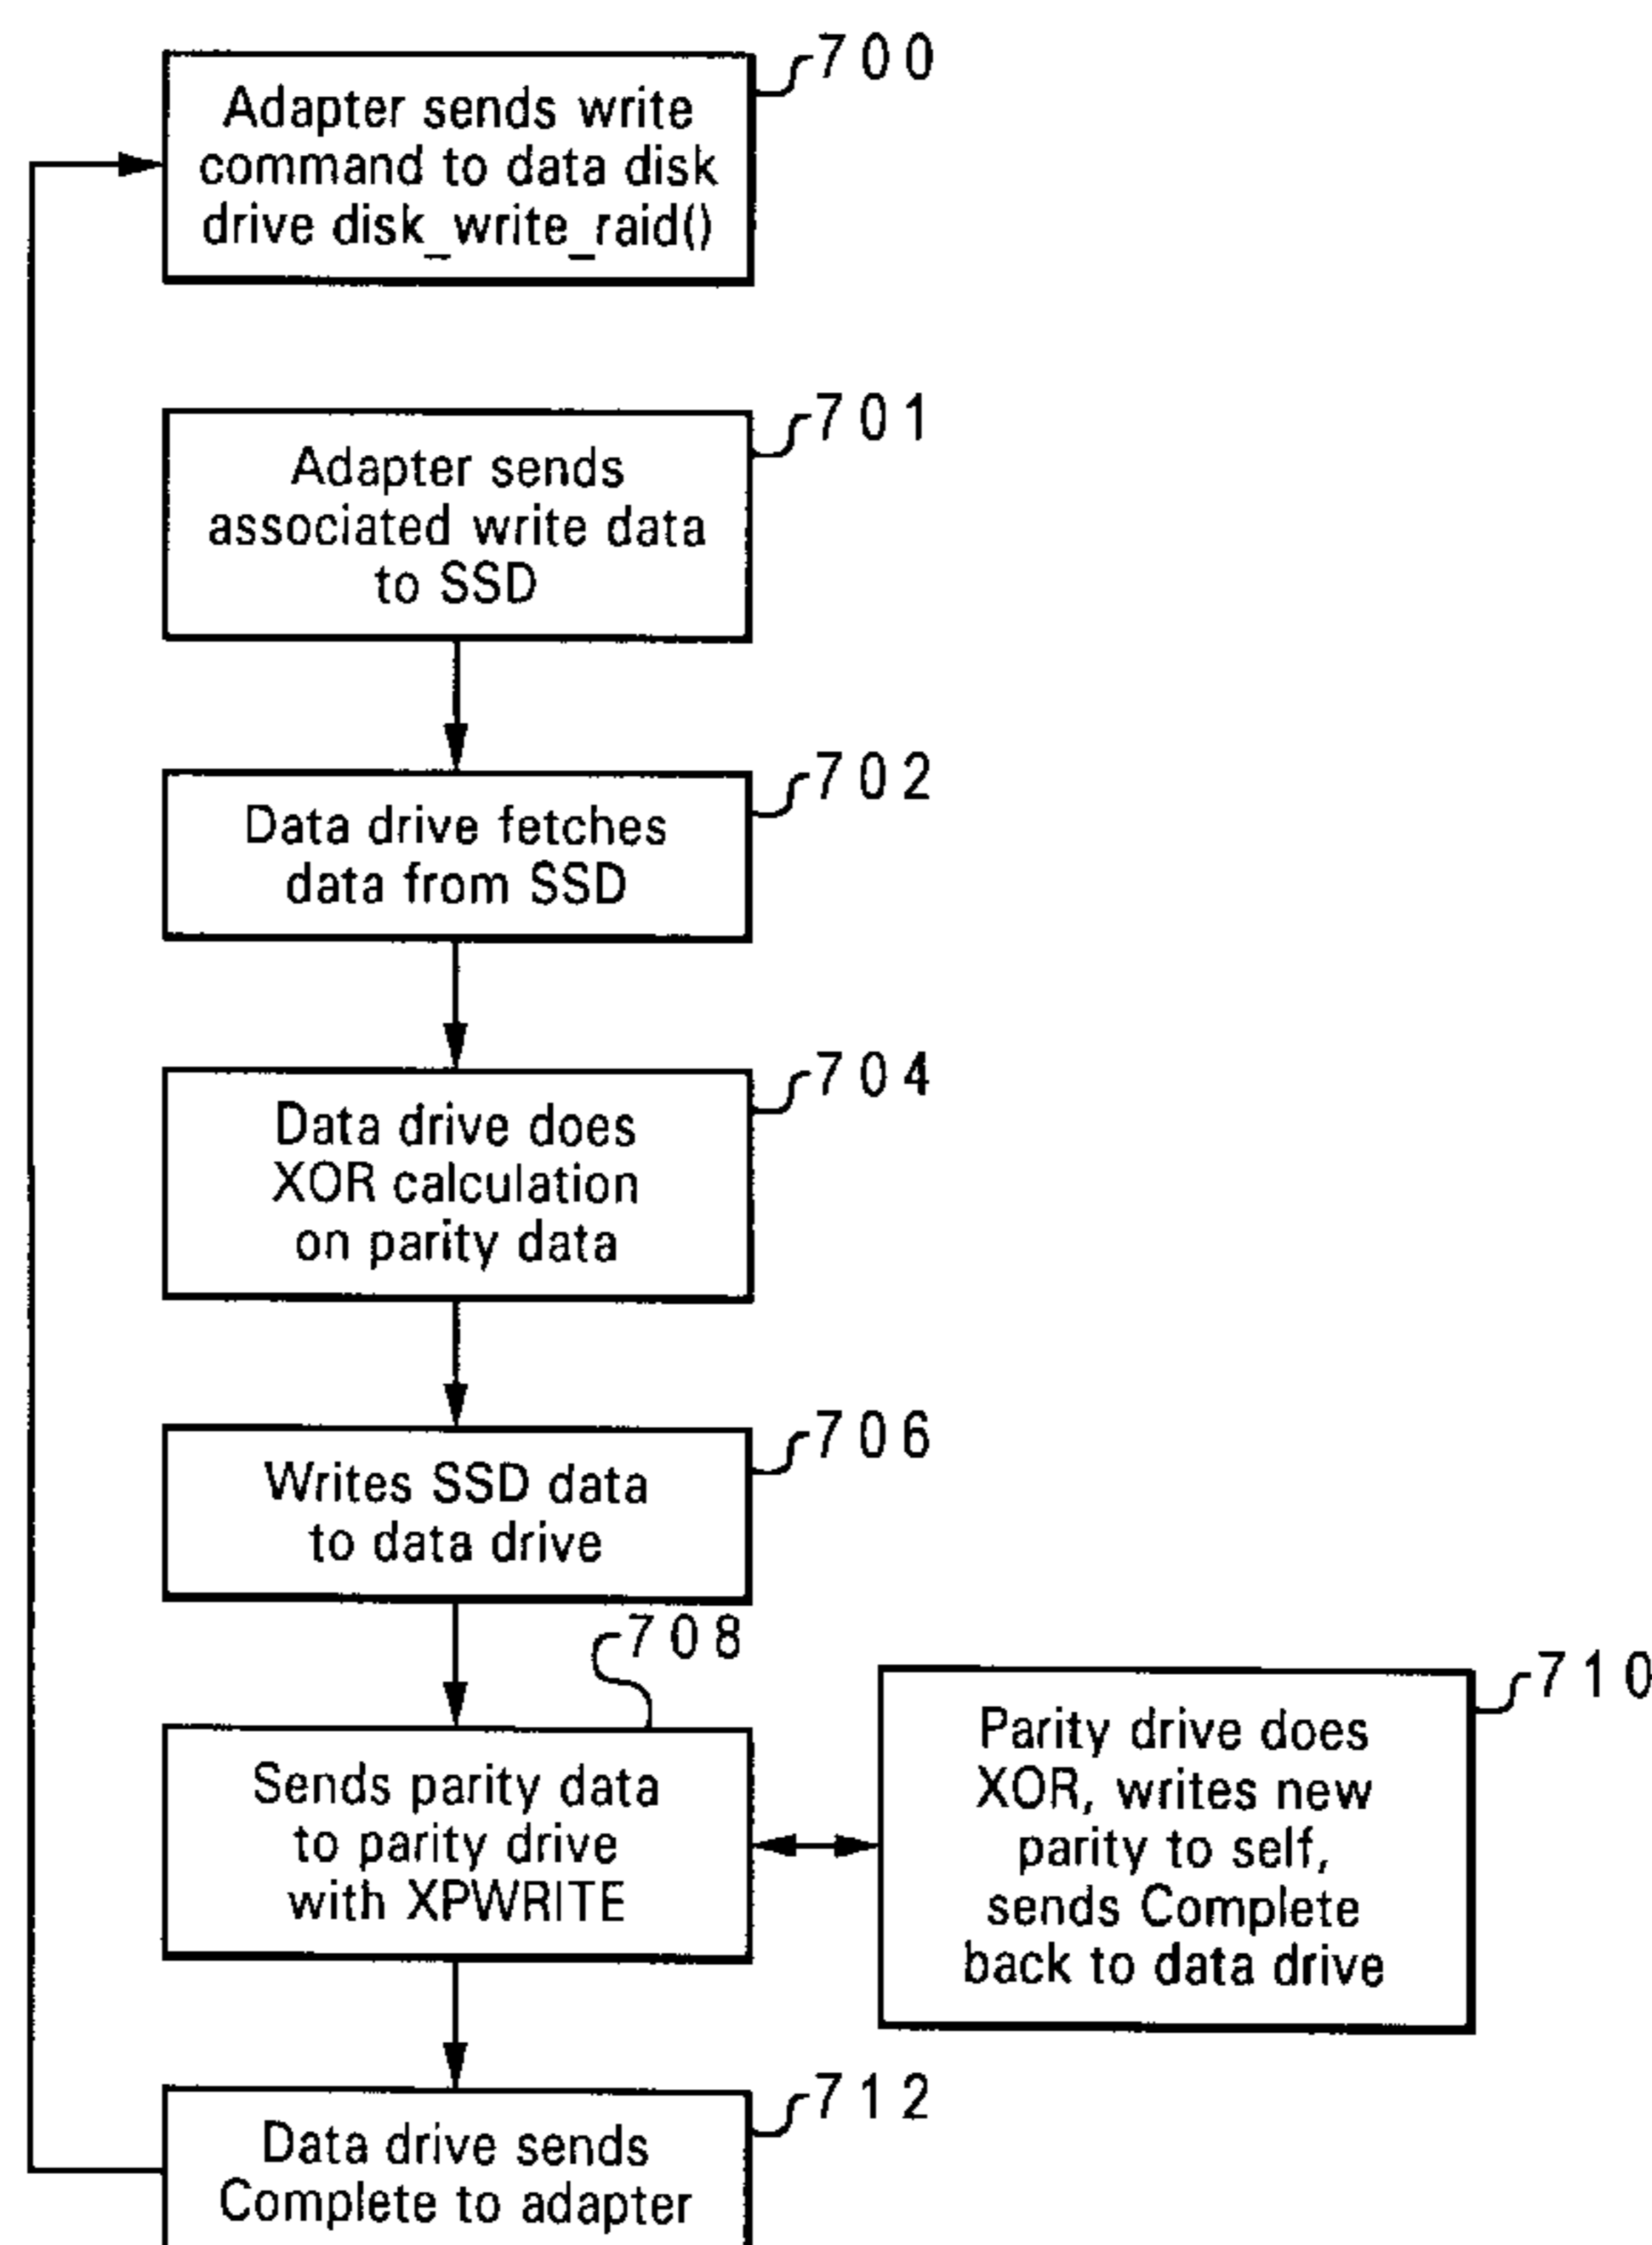 700
Adapter sends write
command to data disk
drive disk_write_raid()
701
Adapter sends
associated write data
to SSD
702
Data drive fetches
data from SSD
704
Data drive does
XOR calculation
on parity data
706
Writes SSD data
to data drive
708
Sends parity data
to parity drive
with XPWRITE
710
Parity drive does
XOR, writes new
parity to self,
sends Complete
back to data drive
712
Data drive sends
Complete to adapter